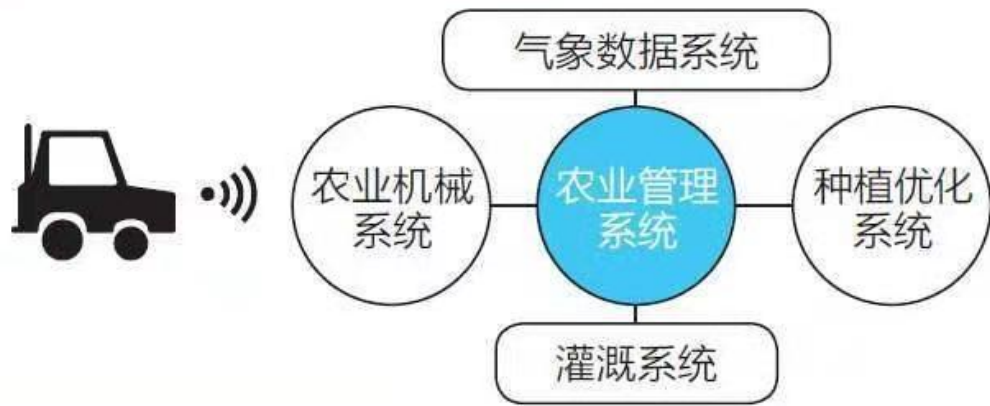 气象数据系统
农业机械
系统
农业管理
系统
种植优化
系统
灌溉系统